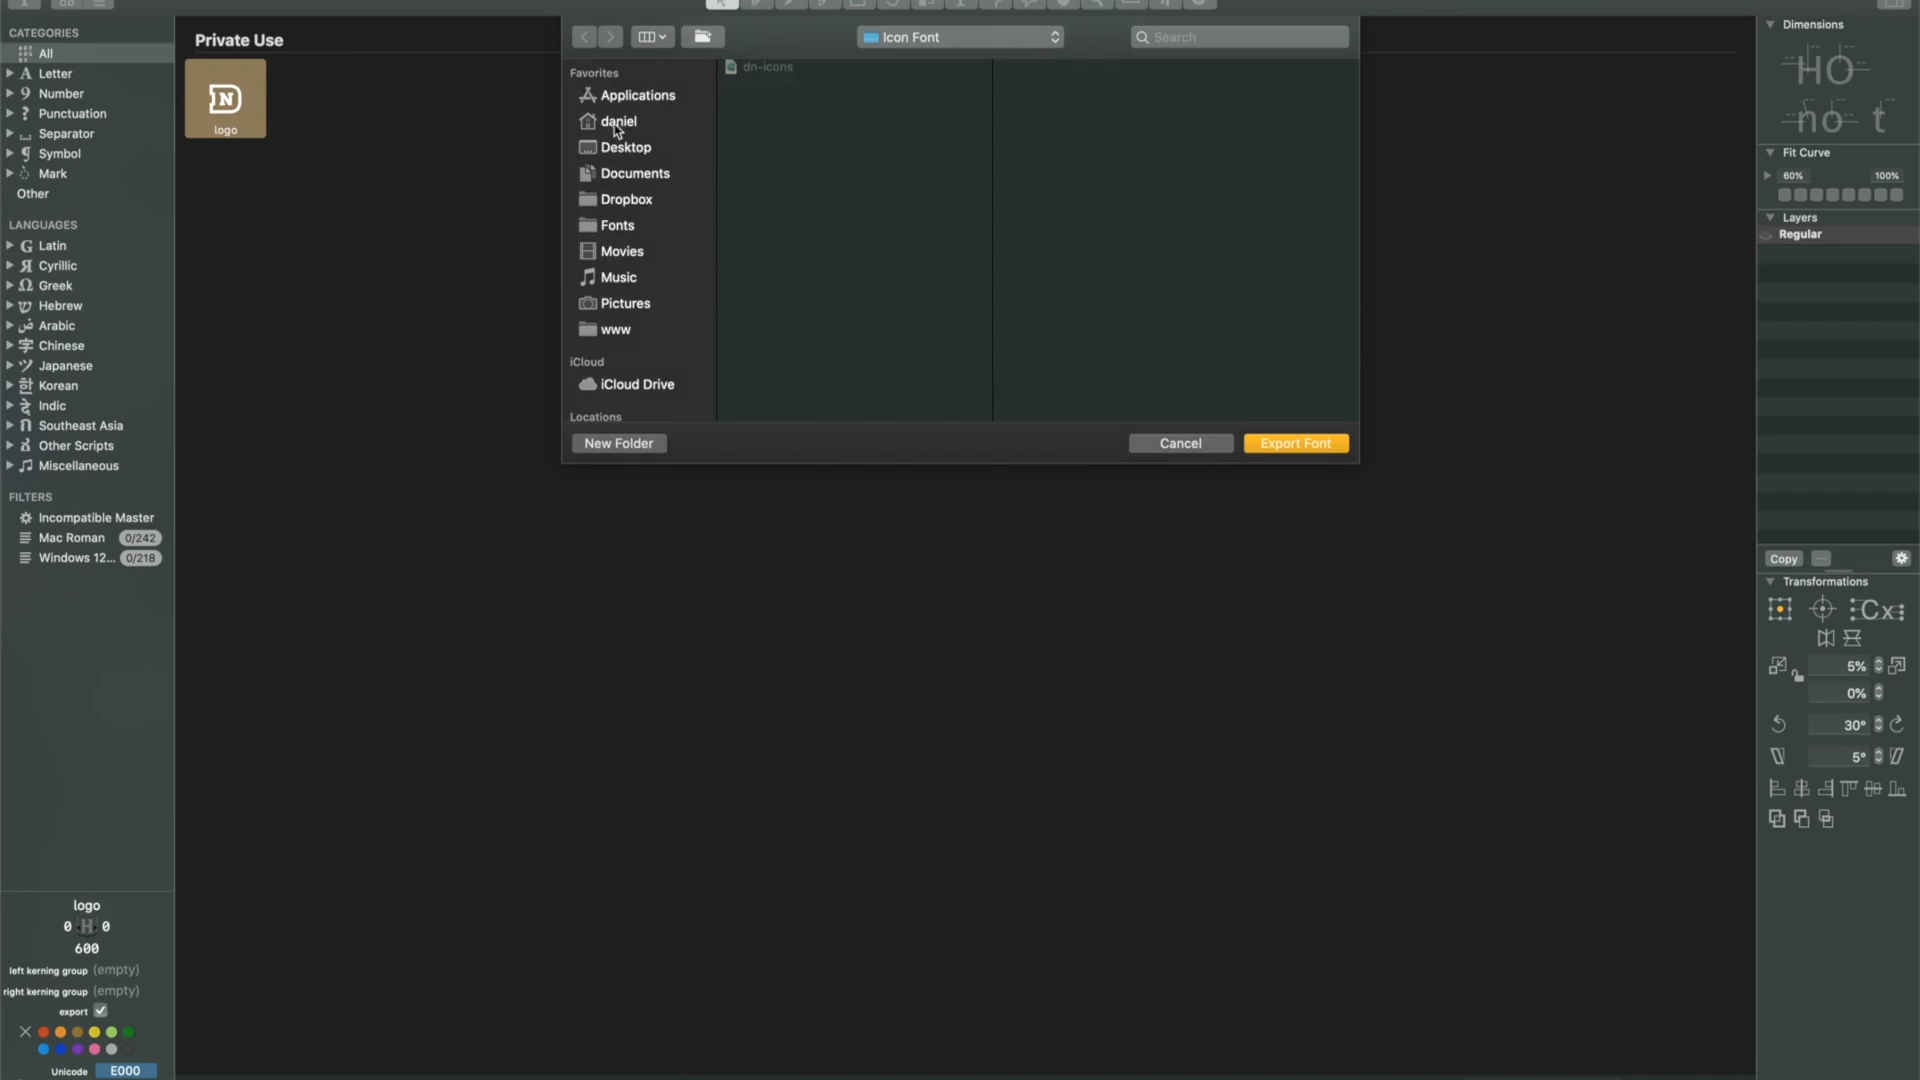 CATEGORIES
All
Letter
Number
Punctuation
Separator
Symbol
Mark
Other
LANGUAGES
Latin
Cyrillic
Greek
Hebrew
Arabic
Chinese
Japanese
Korean
Indic
Southeast Asia
Other Scripts
Miscellaneous
FILTERS
Incompatible Master
Mac Roman 0/242
Windows 12... 0/218
logo
0 H 0
600
left kerning group (empty)
right kerning group (empty)
export
Unicode E000
Private Use
logo
Icon Font
Search
Favorites
Applications
daniel
Desktop
Documents
Dropbox
Fonts
Movies
Music
Pictures
www
iCloud
iCloud Drive
Locations
dn-icons
New Folder
Cancel
Export Font
Dimensions
HO
no t
Fit Curve
60% 100%
Layers
Regular
Copy
Transformations
Cx
5%
0%
30°
5°